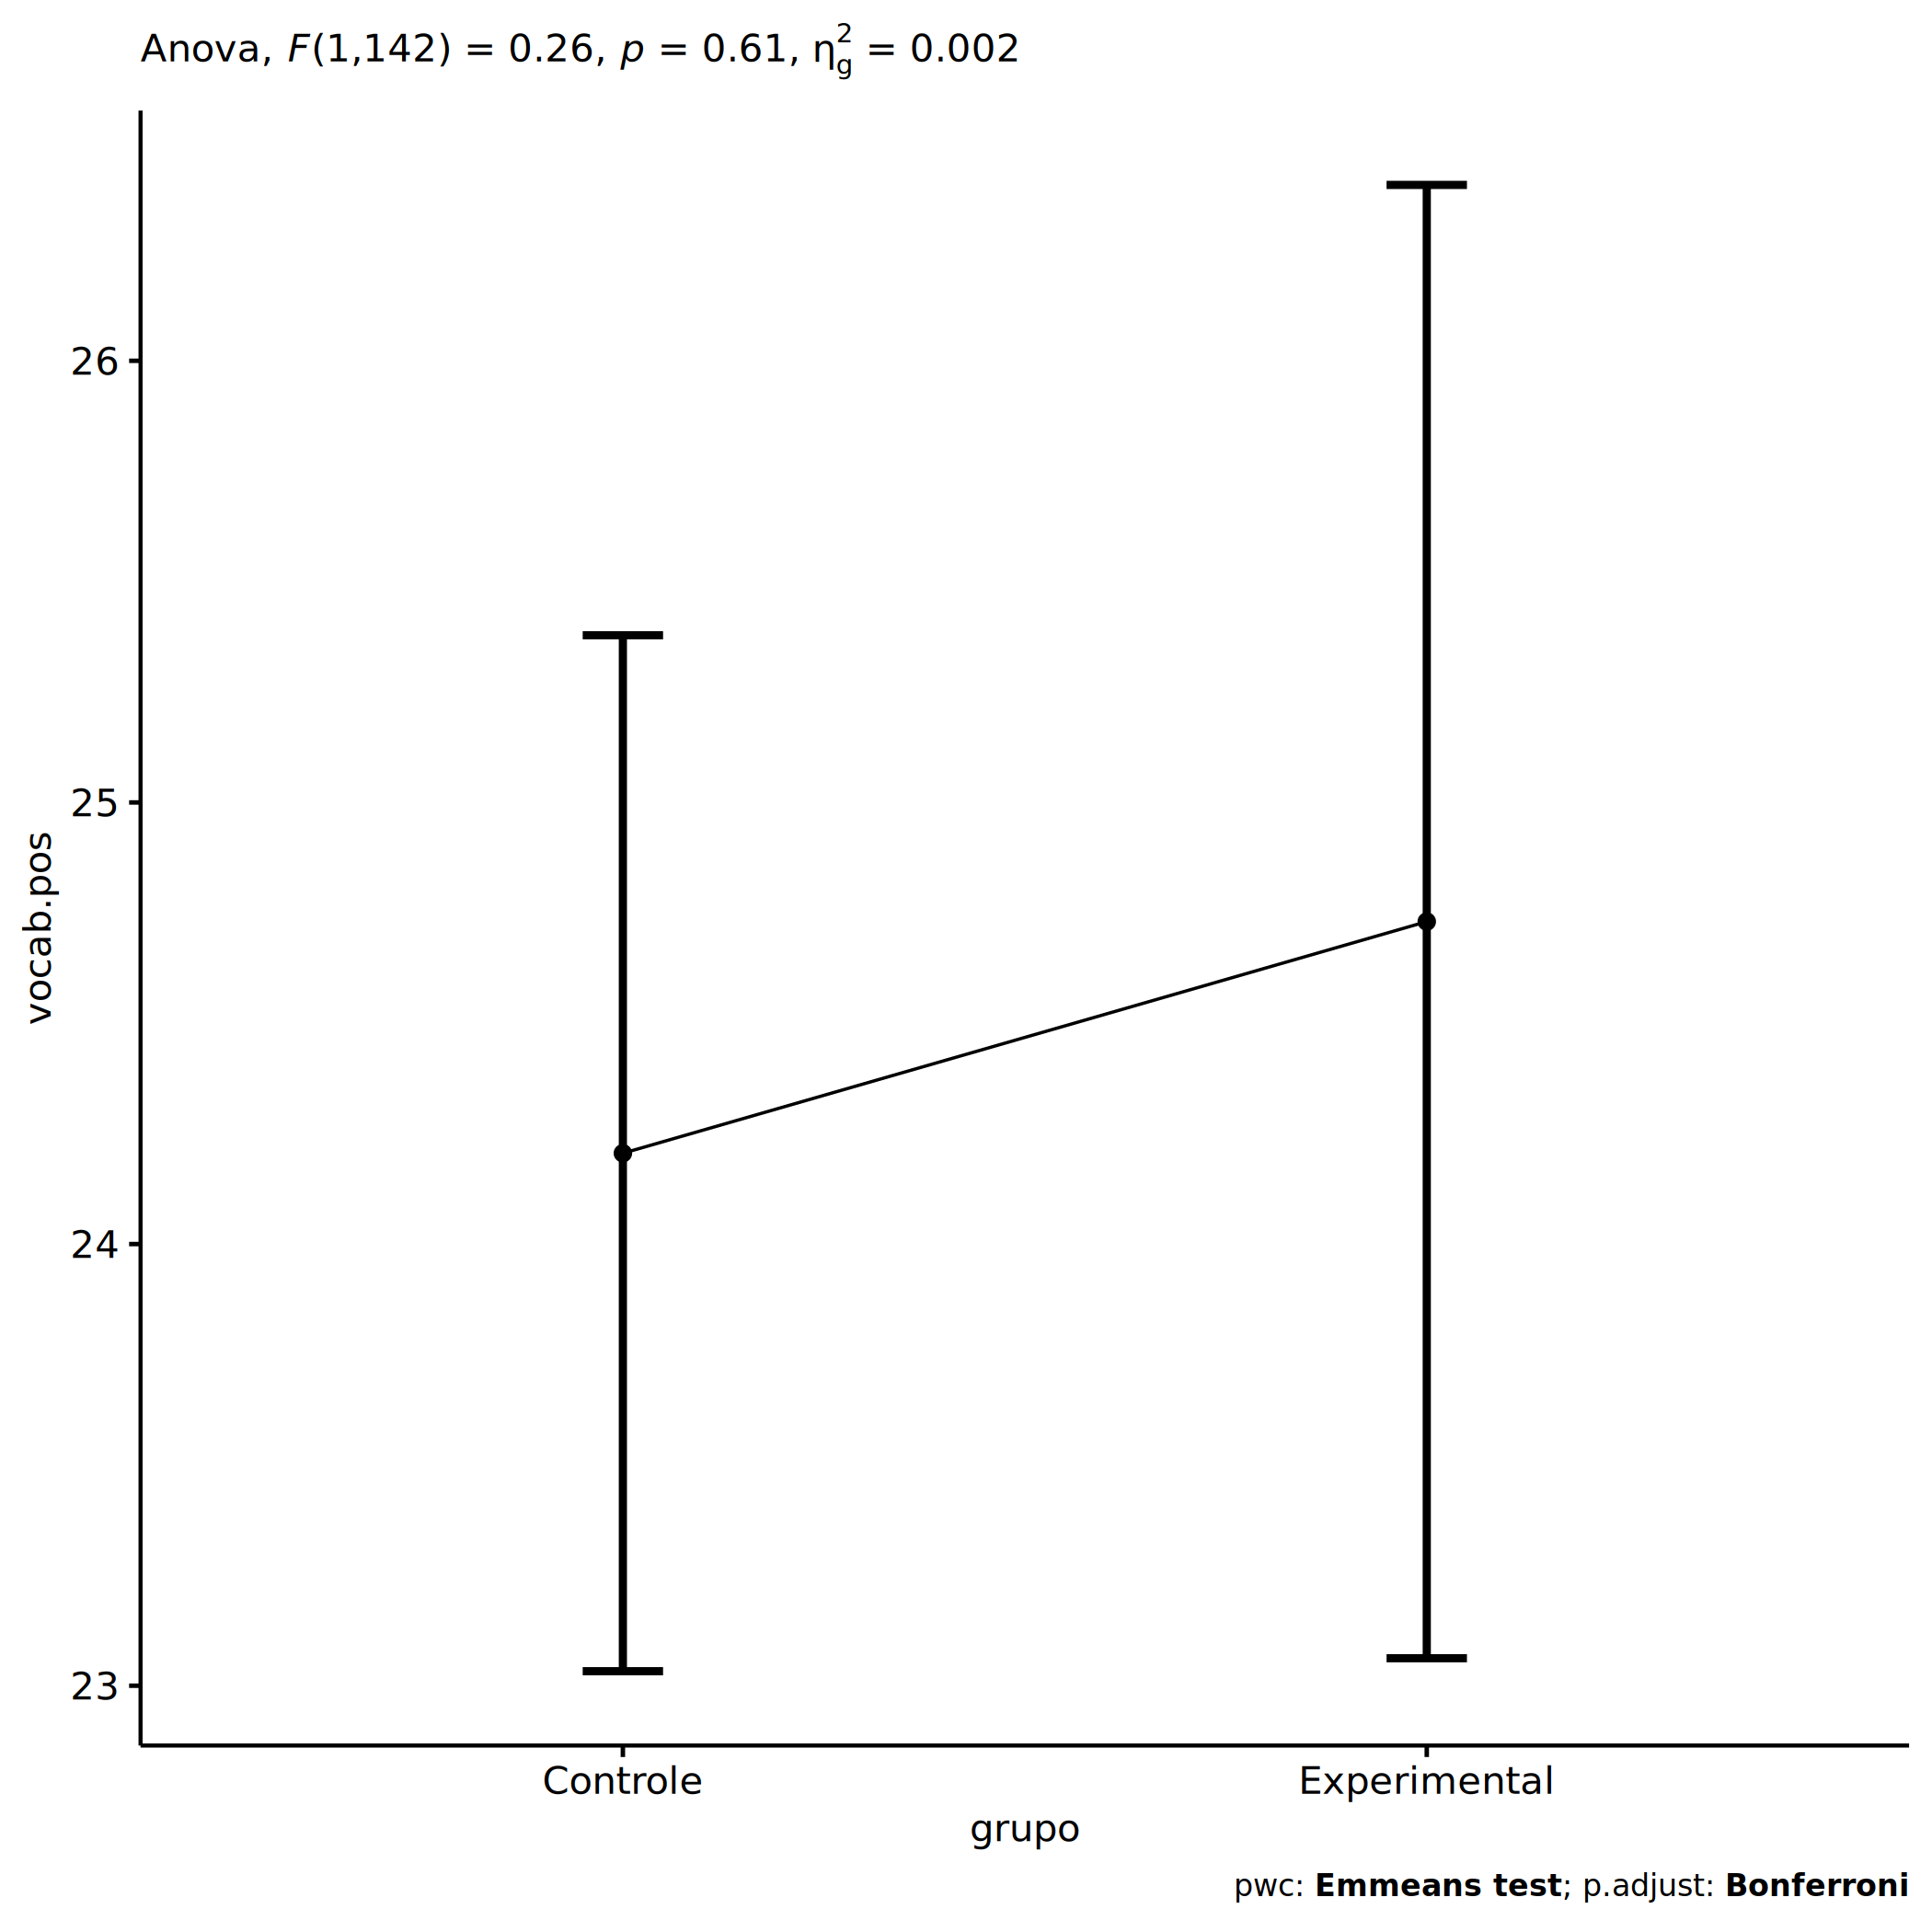 Anova, F(1,142) = 0.26, p = 0.61, η²g = 0.002
26
25
24
23
vocab.pos
Controle Experimental
grupo
pwc: Emmeans test; p.adjust: Bonferroni